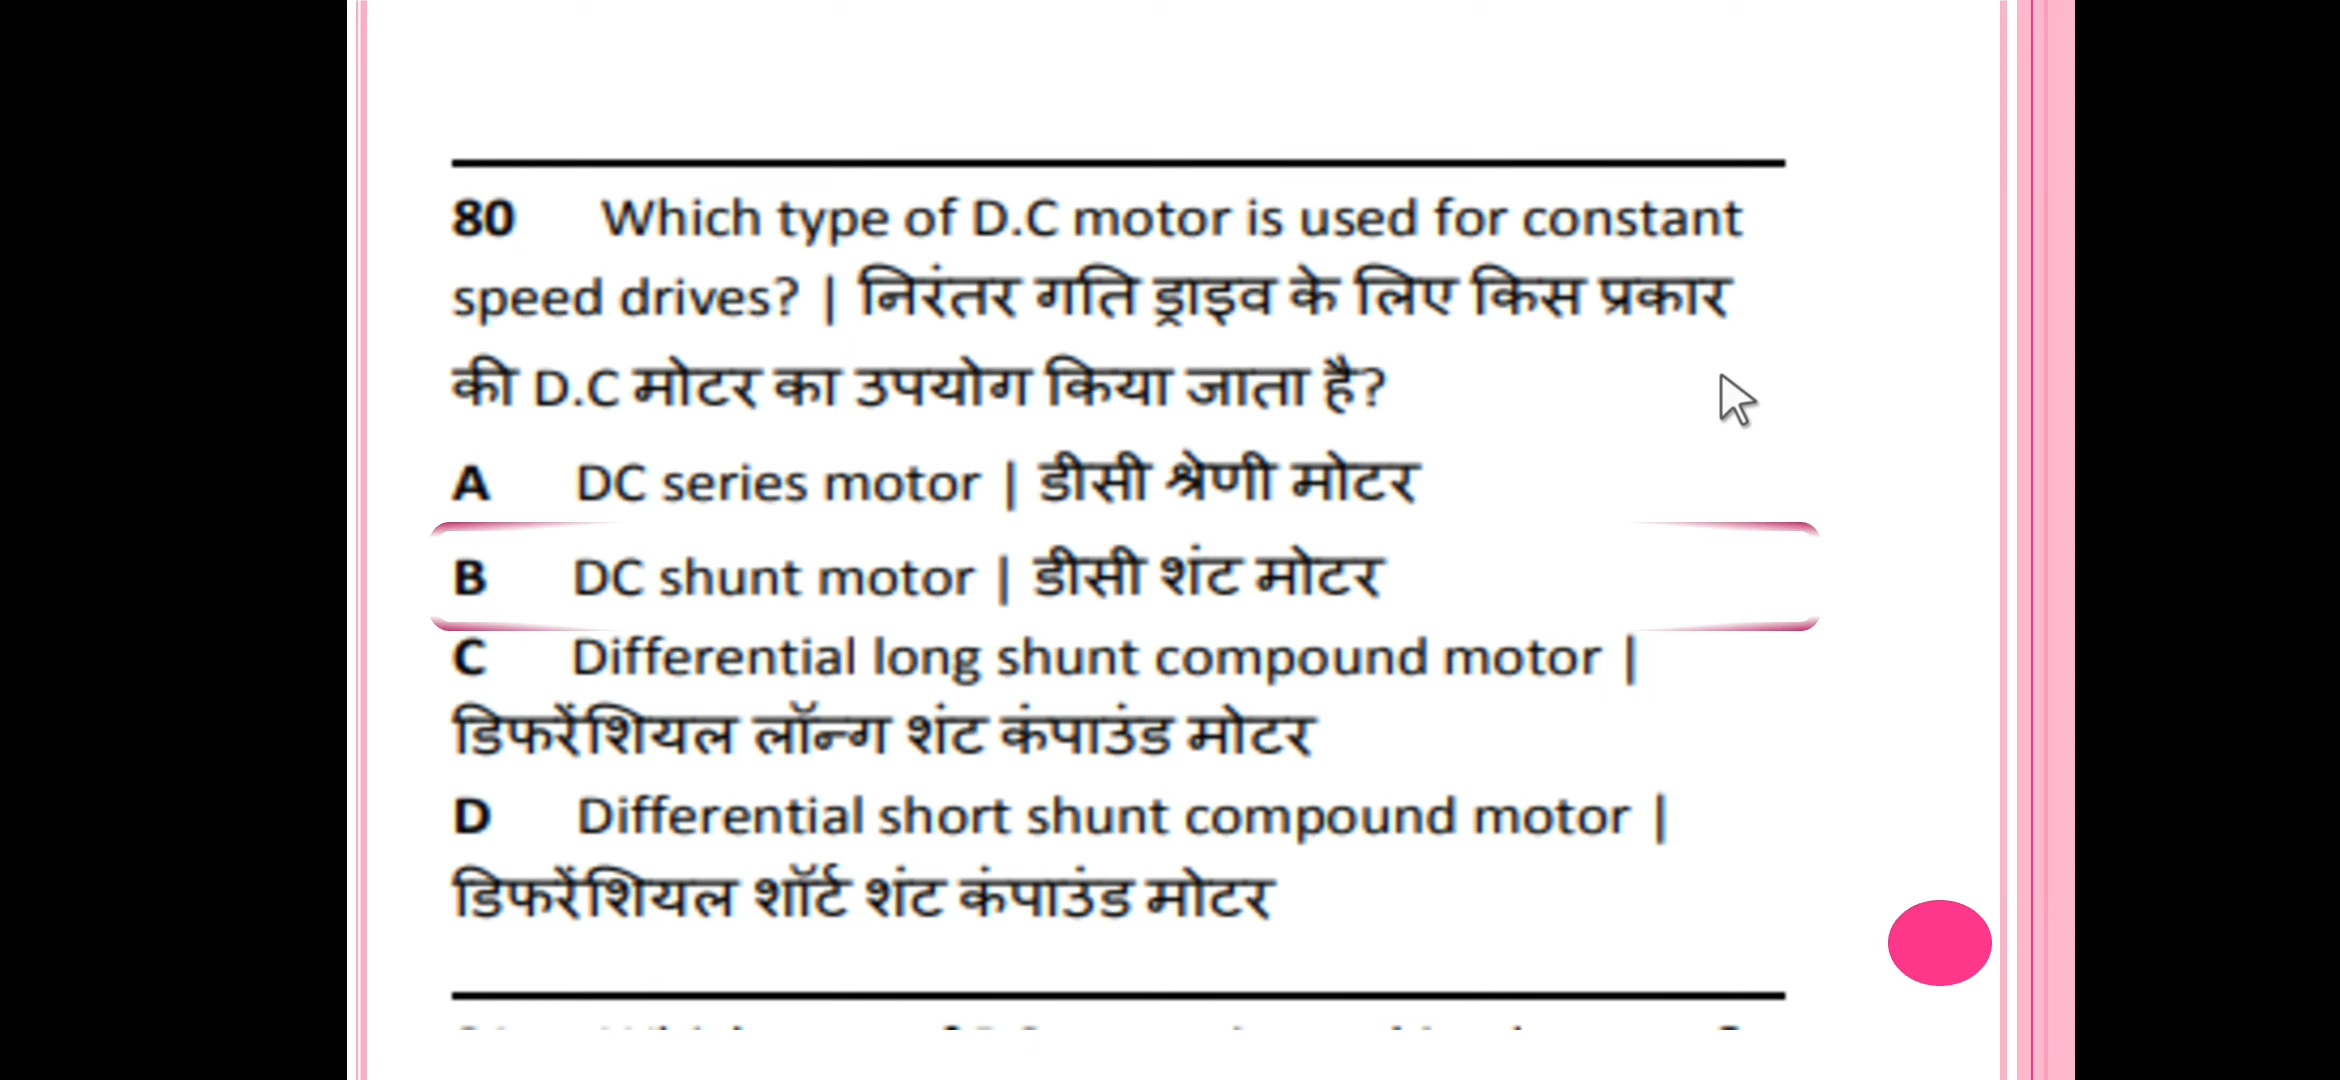 80 Which type of D.C motor is used for constant
speed drives? | निरंतर गति ड्राइव के लिए किस प्रकार
की D.C मोटर का उपयोग किया जाता है?
A DC series motor | डीसी श्रेणी मोटर
B DC shunt motor | डीसी शंट मोटर
C Differential long shunt compound motor |
डिफरेंशियल लॉन्ग शंट कंपाउंड मोटर
D Differential short shunt compound motor |
डिफरेंशियल शॉर्ट शंट कंपाउंड मोटर